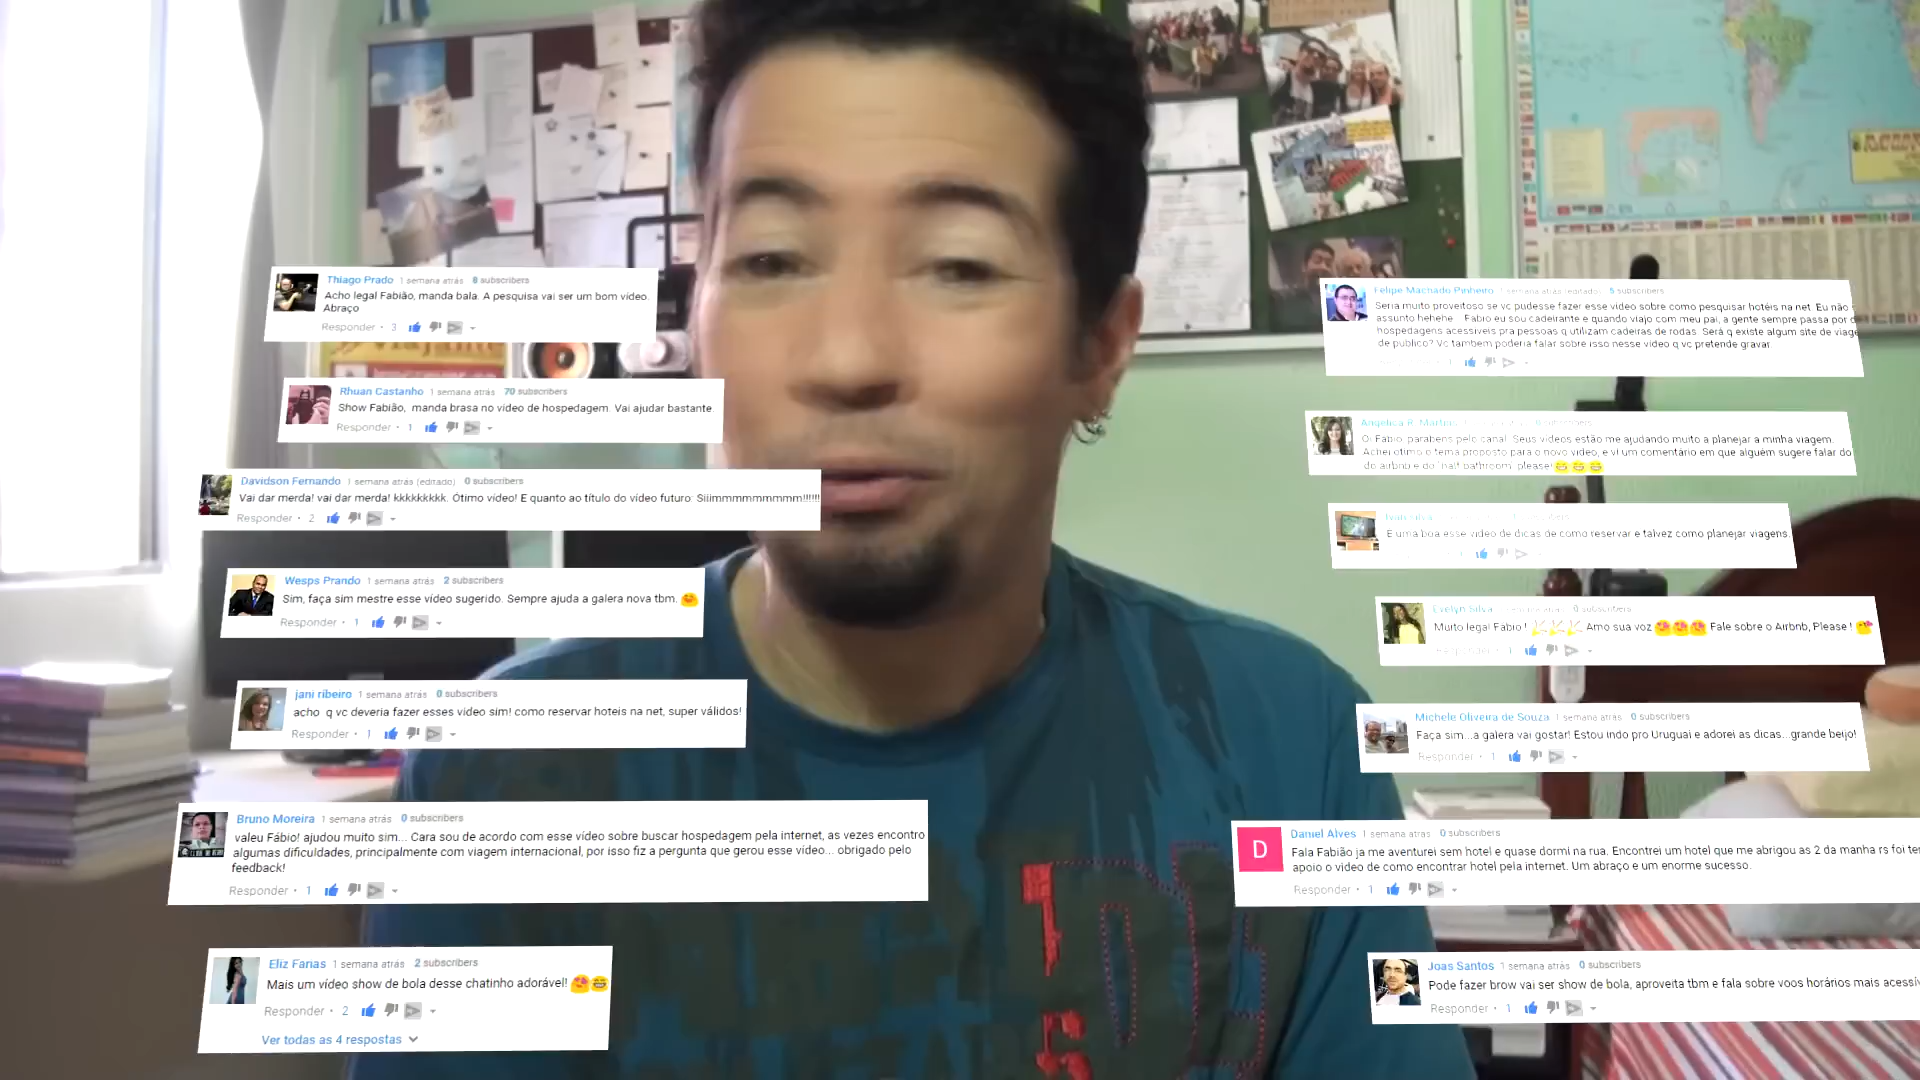 Thiago Prado 1 semana atrás 8 subscribers
Acho legal Fabião, manda bala. A pesquisa vai ser um bom vídeo.
Abraço
Responder · 3
Rhuan Castanho 1 semana atrás 70 subscribers
Show Fabião, manda brasa no vídeo de hospedagem. Vai ajudar bastante.
Responder · 1
Davidson Fernando 1 semana atrás (editado) 0 subscribers
Vai dar merda! vai dar merda! kkkkkkkkk. Ótimo vídeo! E quanto ao título do vídeo futuro: Siiimmmmmmmmm!!!!!!
Responder · 2
Wesps Prando 1 semana atrás 2 subscribers
Sim, faça sim mestre esse vídeo sugerido. Sempre ajuda a galera nova tbm. 😍
Responder · 1
jani ribeiro 1 semana atrás 0 subscribers
acho q vc deveria fazer esses vídeo sim! como reservar hoteis na net, super válidos!
Responder · 1
Bruno Moreira 1 semana atrás 0 subscribers
valeu Fábio! ajudou muito sim... Cara sou de acordo com esse vídeo sobre buscar hospedagem pela internet, as vezes encontro
algumas dificuldades, principalmente com viagem internacional, por isso fiz a pergunta que gerou esse vídeo... obrigado pelo
feedback!
Responder · 1
Eliz Farias 1 semana atrás 2 subscribers
Mais um vídeo show de bola desse chatinho adorável! 😍😂
Responder · 2
Ver todas as 4 respostas
Felipe Machado Pinheiro 1 semana atrás (editado) 5 subscribers
Seria muito proveitoso se vc pudesse fazer esse vídeo sobre como pesquisar hotéis na net. Eu não
assunto hehehe. Fabio eu sou cadeirante e quando viajo com meu pai, a gente sempre passa por
hospedagens acessíveis pra pessoas q utilizam cadeiras de rodas. Será q existe algum site de
de publico? Vc tambem poderia falar sobre isso nesse vídeo q vc pretende gravar.
1
Angelica R. Martins 0 subscribers
Oi Fabio, parabens pelo canal. Seus videos estão me ajudando muito a planejar a minha viagem.
Achei otimo o tema proposto para o novo video, e vi um comentário em que alguém sugere falar do
do airbnb e do half bathroom, please! 😂 😂 😂
Ivan silva
E uma boa esse video de dicas de como reservar e talvez como planejar viagens.
Evelyn Silva 0 subscribers
Muito legal Fabio! Amo sua voz 😍😍😍 Fale sobre o Airbnb, Please! 😘
Responder · 1
Michele Oliveira de Souza 1 semana atrás 0 subscribers
Faça sim...a galera vai gostar! Estou indo pro Uruguai e adorei as dicas...grande beijo!
Responder · 1
Daniel Alves 1 semana atras 0 subscribers
D
Fala Fabião ja me aventurei sem hotel e quase dormi na rua. Encontrei um hotel que me abrigou as 2 da manha rs foi
apoio o vídeo de como encontrar hotel pela internet. Um abraço e um enorme sucesso.
Responder · 1
Joas Santos 1 semana atrás 0 subscribers
Pode fazer brow vai ser show de bola, aproveita tbm e fala sobre voos horários mais
Responder · 1